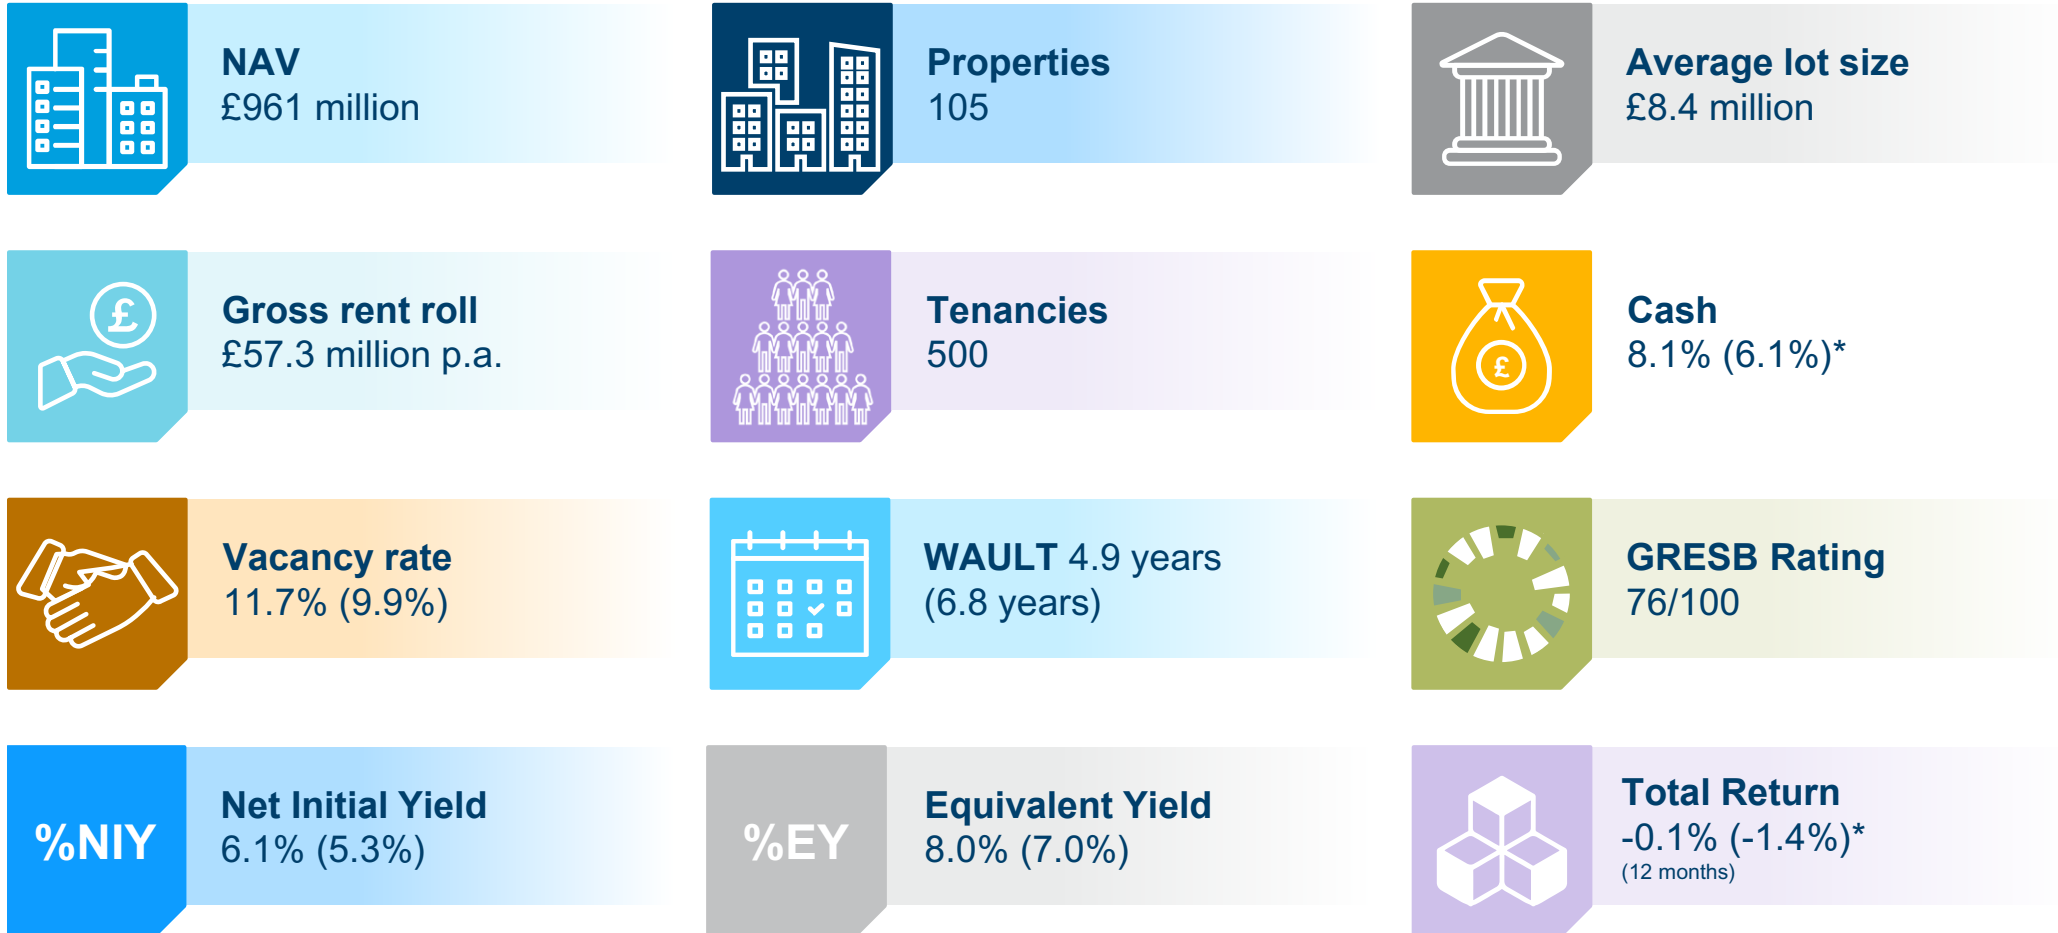 NAV
£961 million
Properties
105
Average lot size
£8.4 million
£
Gross rent roll
£57.3 million p.a.
Tenancies
500
£
Cash
8.1% (6.1%)*
Vacancy rate
11.7% (9.9%)
WAULT 4.9 years
(6.8 years)
GRESB Rating
76/100
%NIY
Net Initial Yield
6.1% (5.3%)
%EY
Equivalent Yield
8.0% (7.0%)
Total Return
-0.1% (-1.4%)*
(12 months)